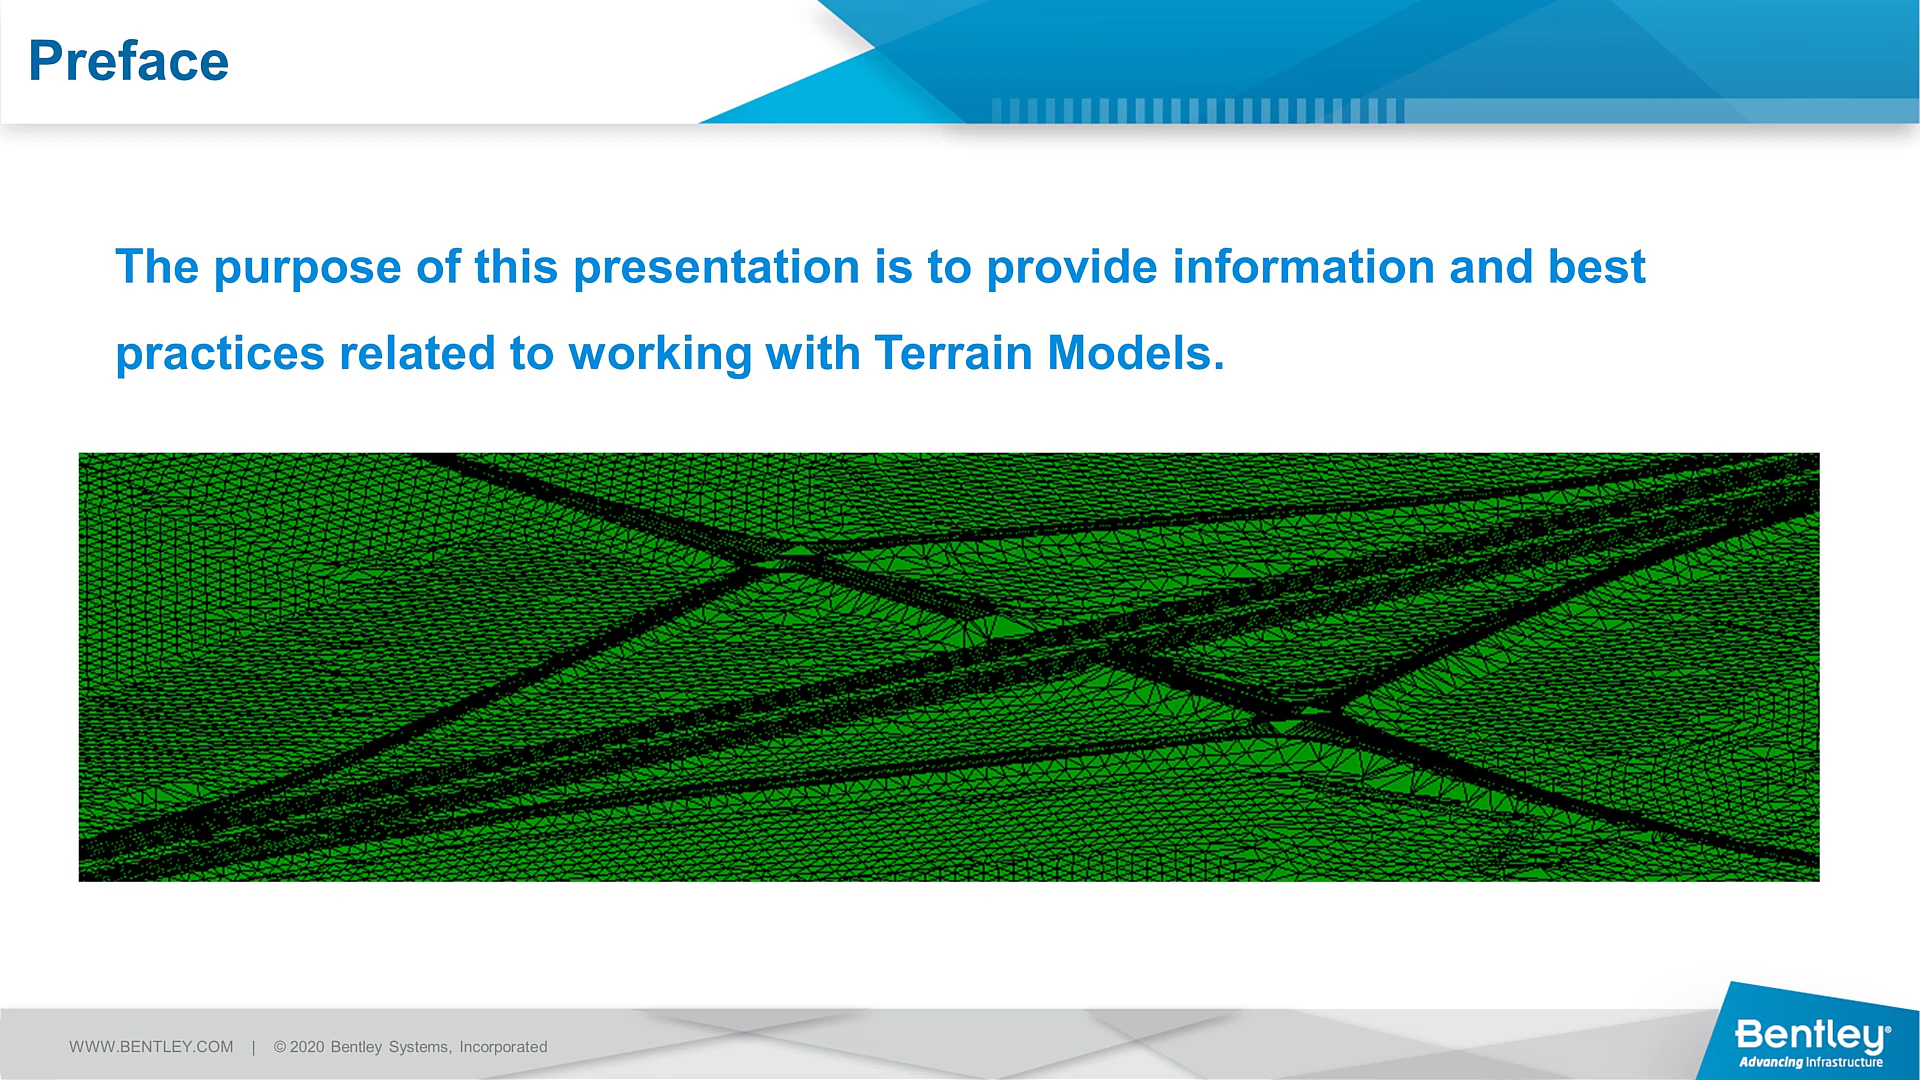 Preface
The purpose of this presentation is to provide information and best
practices related to working with Terrain Models.
WWW.BENTLEY.COM | © 2020 Bentley Systems, Incorporated
Bentley®
Advancing Infrastructure